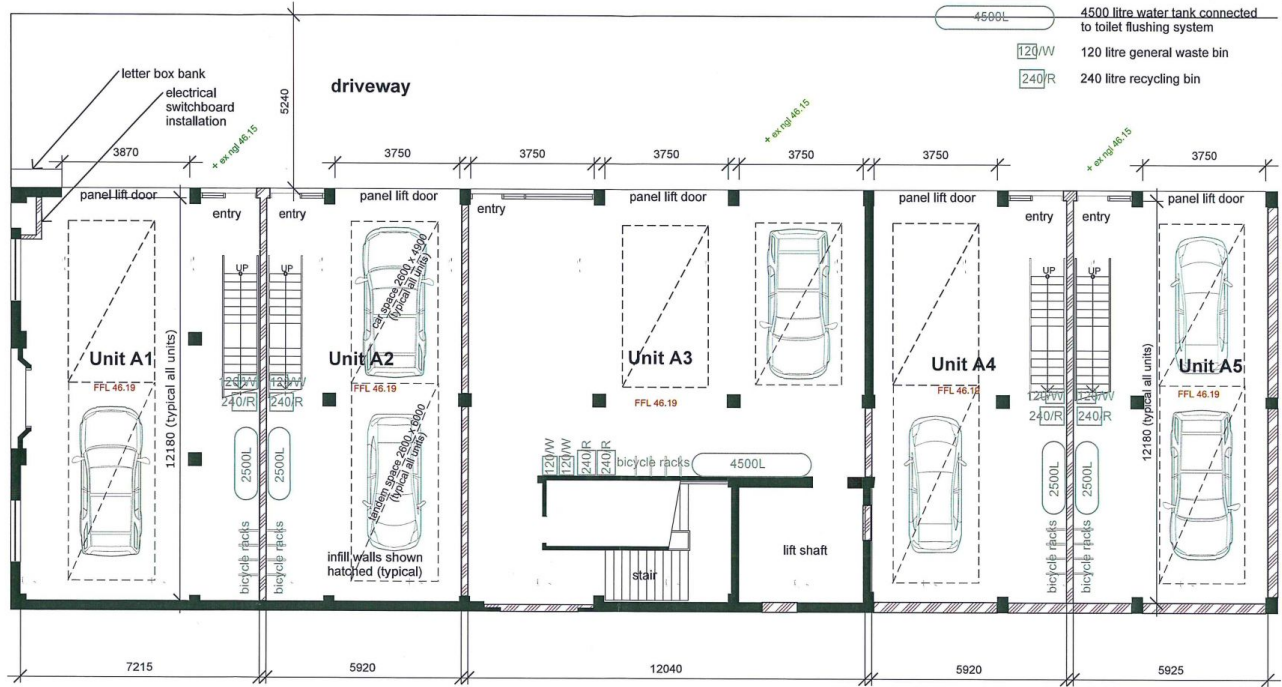 4500L
4500 litre water tank connected
to toilet flushing system
120/W
120 litre general waste bin
240/R
240 litre recycling bin
letter box bank
electrical
switchboard
installation
driveway
5240
+ ex ngl 46.15
+ ex ngl 46.15
+ ex ngl 46.15
3870
3750
3750
3750
3750
3750
3750
panel lift door
entry
entry
panel lift door
entry
panel lift door
panel lift door
entry
entry
panel lift door
UP
UP
UP
UP
car space 2600 x 4900
(typical all units)
Unit A1
Unit A2
Unit A3
Unit A4
Unit A5
FFL 46.19
FFL 46.19
FFL 46.19
FFL 46.19
FFL 46.19
12180 (typical all units)
12180 (typical all units)
120/W
120/W
240/R
240/R
120/W
120/W
240/R
240/R
tandem space 2600 x 6000
(typical all units)
2500L
2500L
120/W
120/W
240/R
240/R
bicycle racks
4500L
2500L
2500L
bicycle racks
bicycle racks
infill walls shown
hatched (typical)
stair
lift shaft
bicycle racks
bicycle racks
7215
5920
12040
5920
5925